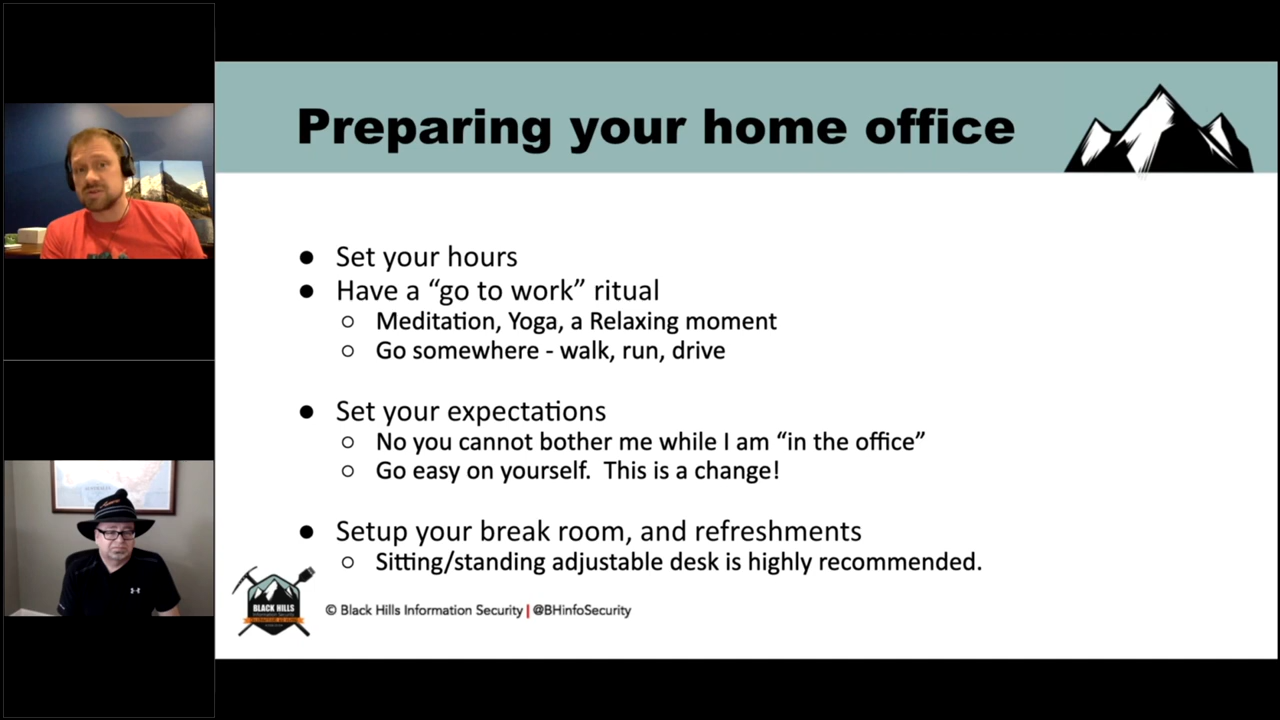 Preparing your home office
● Set your hours
● Have a “go to work” ritual
○ Meditation, Yoga, a Relaxing moment
○ Go somewhere - walk, run, drive
● Set your expectations
○ No you cannot bother me while I am “in the office”
○ Go easy on yourself.  This is a change!
● Setup your break room, and refreshments
○ Sitting/standing adjustable desk is highly recommended.
BLACK HILLS
Information Security
© Black Hills Information Security | @BHinfoSecurity